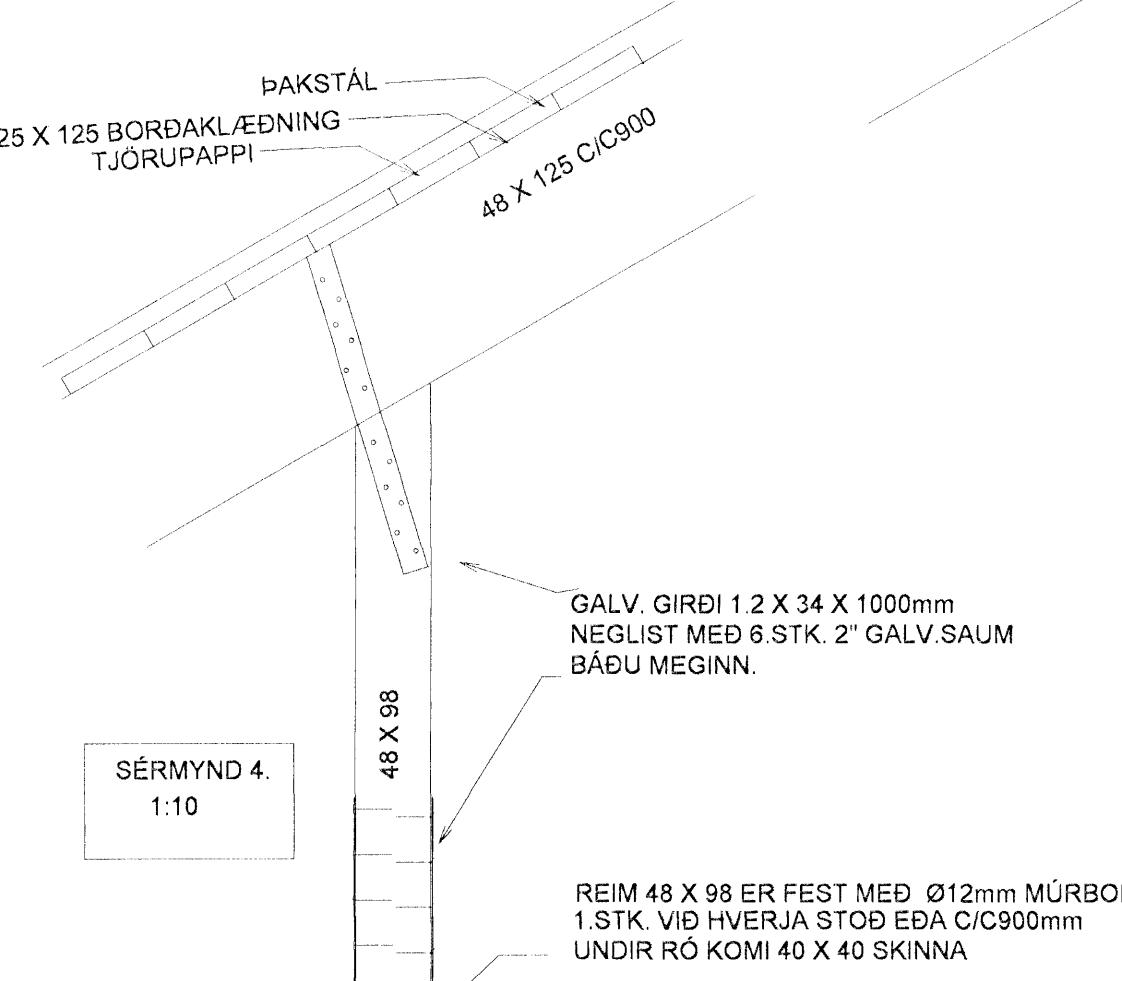 ÞAKSTÁL
25 X 125 BORÐAKLÆÐNING
TJÖRUPAPPI
48 X 125 C/C900
GALV. GIRÐI 1.2 X 34 X 1000mm
NEGLIST MEÐ 6.STK. 2" GALV.SAUM
BÁÐU MEGINN.
48 X 98
SÉRMYND 4.
1:10
REIM 48 X 98 ER FEST MEÐ Ø12mm
1.STK. VIÐ HVERJA STOÐ EÐA C/C900mm
UNDIR RÓ KOMI 40 X 40 SKINNA